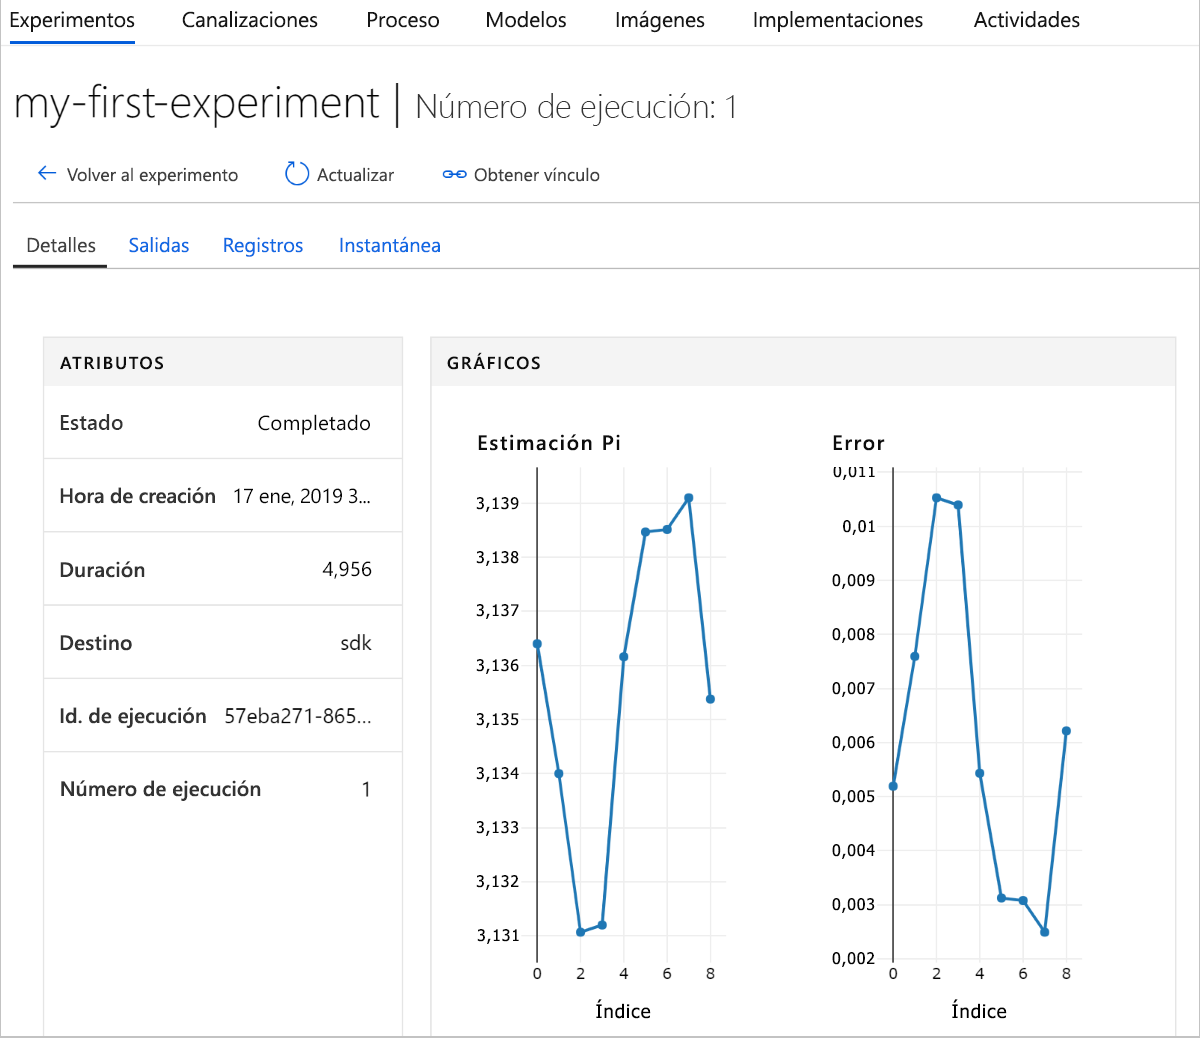 Experimentos Canalizaciones Proceso Modelos Imágenes Implementaciones Actividades
my-first-experiment | Número de ejecución: 1
Volver al experimento Actualizar Obtener vínculo
Detalles Salidas Registros Instantánea
ATRIBUTOS
Estado Completado
Hora de creación 17 ene, 2019 3...
Duración 4,956
Destino sdk
Id. de ejecución 57eba271-865...
Número de ejecución 1
GRÁFICOS
Estimación Pi
3,139
3,138
3,137
3,136
3,135
3,134
3,133
3,132
3,131
0 2 4 6 8
Índice
Error
0,011
0,01
0,009
0,008
0,007
0,006
0,005
0,004
0,003
0,002
0 2 4 6 8
Índice